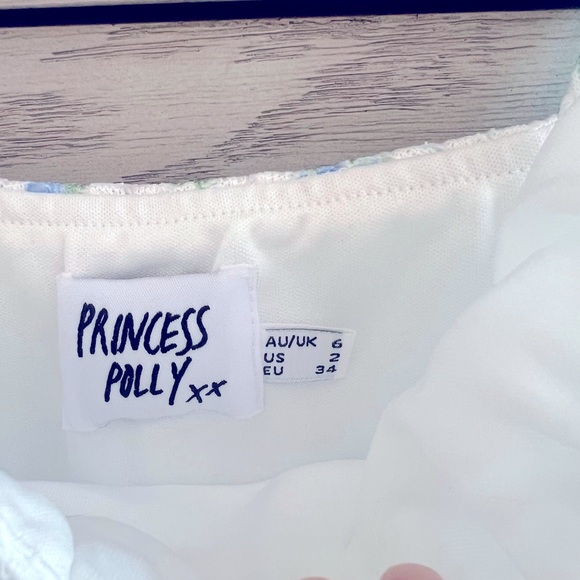 PRINCESS
POLLY xx
AU/UK 6
US 2
EU 34